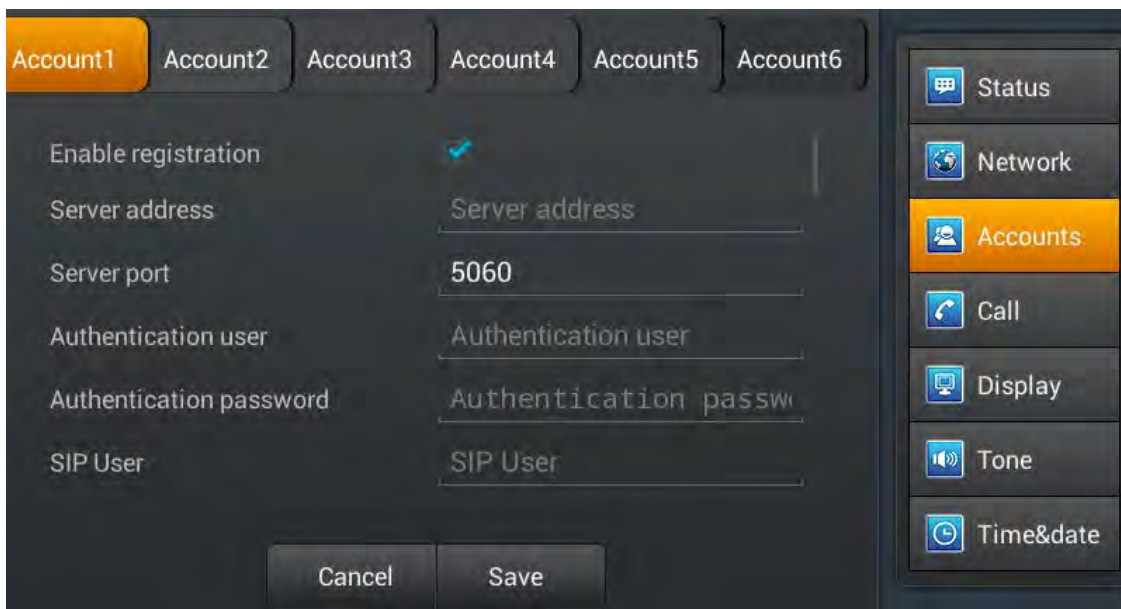 Account1 Account2 Account3 Account4 Account5 Account6
Enable registration
Server address Server address
Server port 5060
Authentication user Authentication user
Authentication password Authentication passw
SIP User SIP User
Cancel Save
Status
Network
Accounts
Call
Display
Tone
Time&date